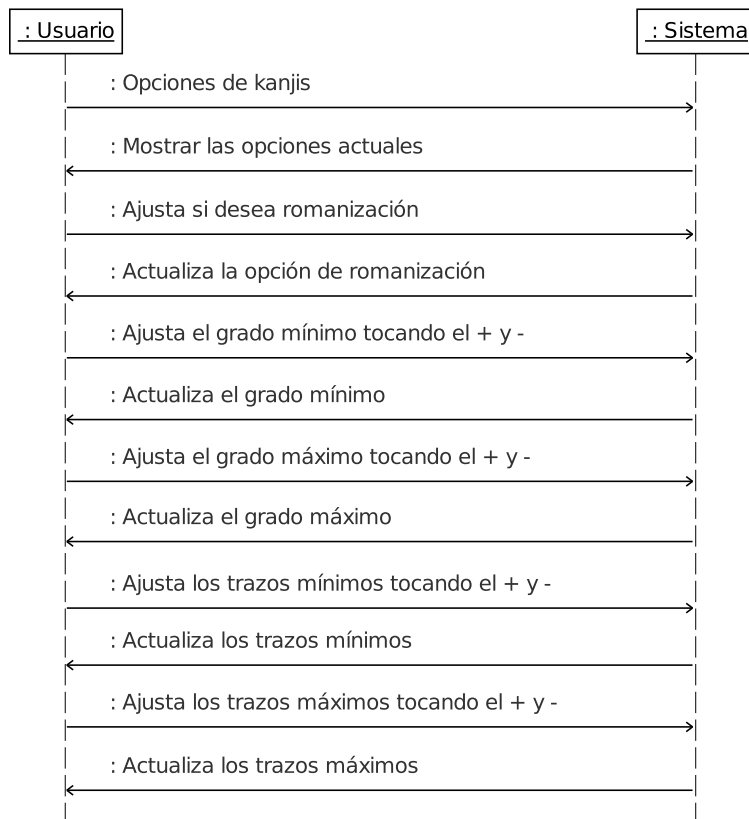 : Usuario
: Sistema
: Opciones de kanjis
: Mostrar las opciones actuales
: Ajusta si desea romanización
: Actualiza la opción de romanización
: Ajusta el grado mínimo tocando el + y -
: Actualiza el grado mínimo
: Ajusta el grado máximo tocando el + y -
: Actualiza el grado máximo
: Ajusta los trazos mínimos tocando el + y -
: Actualiza los trazos mínimos
: Ajusta los trazos máximos tocando el + y -
: Actualiza los trazos máximos